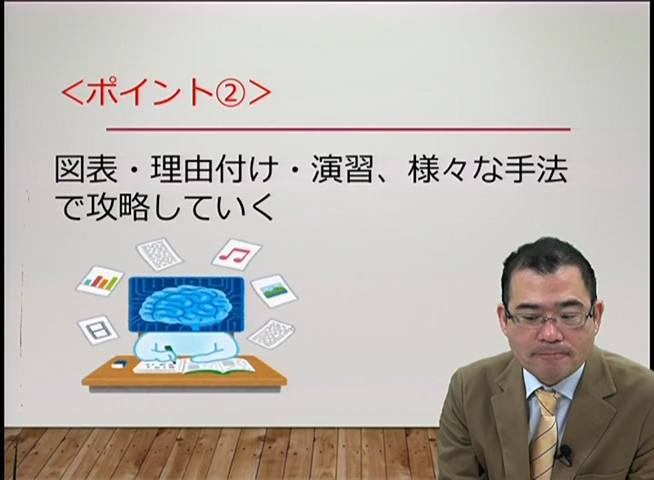 ＜ポイント②＞
図表・理由付け・演習、様々な手法
で攻略していく